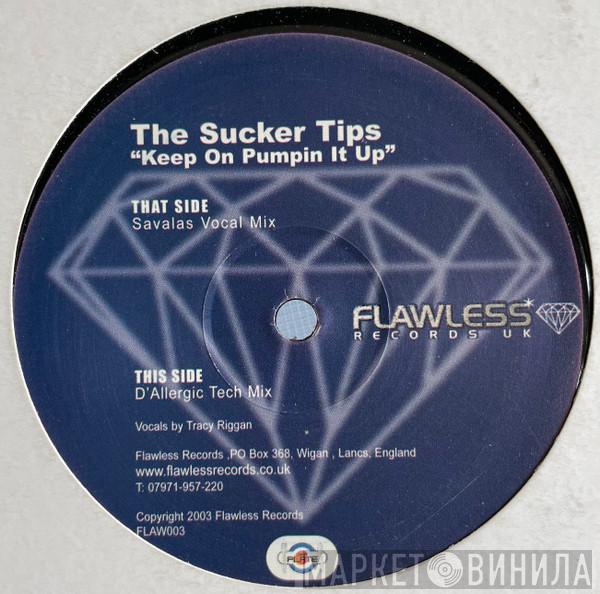 The Sucker Tips
“Keep On Pumpin It Up”
THAT SIDE
Savalas Vocal Mix
FLAWLESS
RECORDS UK
THIS SIDE
D'Allergic Tech Mix
Vocals by Tracy Riggan
Flawless Records ,PO Box 368, Wigan , Lancs, England
www.flawlessrecords.co.uk
T: 07971-957-220
Copyright 2003 Flawless Records
FLAW003
МАРКЕТВИНИЛА